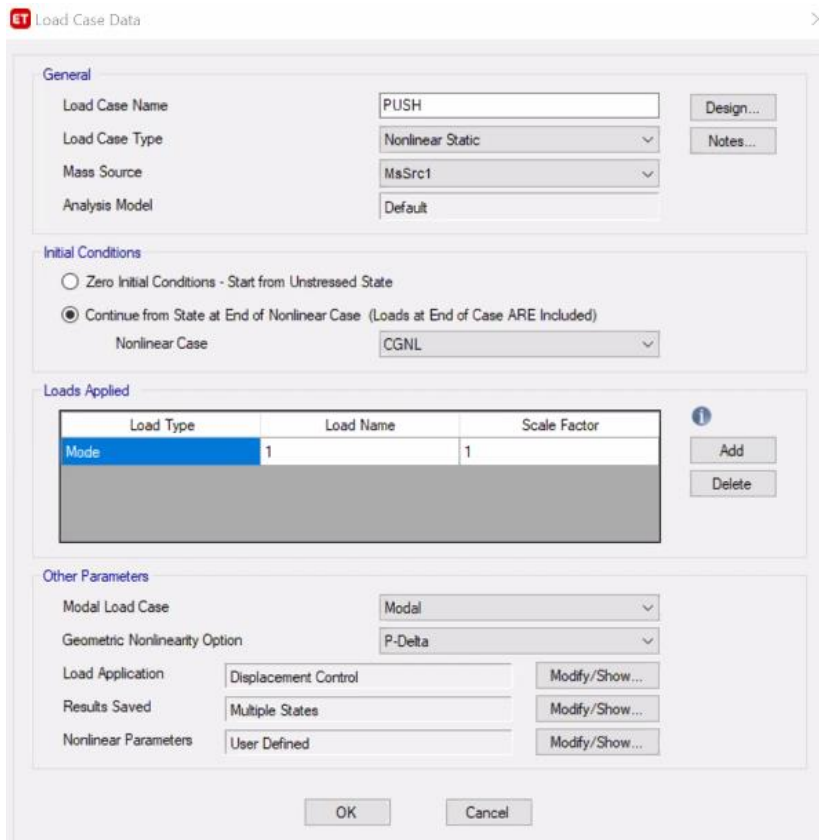 ET Load Case Data
General
Load Case Name PUSH Design...
Load Case Type Nonlinear Static Notes...
Mass Source MsSrc1
Analysis Model Default
Initial Conditions
Zero Initial Conditions - Start from Unstressed State
Continue from State at End of Nonlinear Case (Loads at End of Case ARE Included)
Nonlinear Case CGNL
Loads Applied
Load Type Load Name Scale Factor
Mode 1 1
Add
Delete
Other Parameters
Modal Load Case Modal
Geometric Nonlinearity Option P-Delta
Load Application Displacement Control Modify/Show...
Results Saved Multiple States Modify/Show...
Nonlinear Parameters User Defined Modify/Show...
OK Cancel